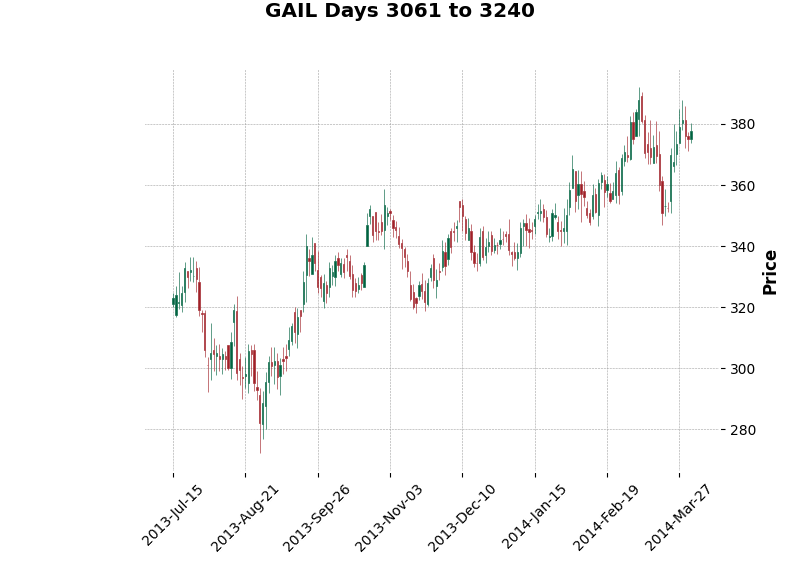 GAIL Days 3061 to 3240
380
360
340
320
300
280
Price
2013-Jul-15
2013-Aug-21
2013-Sep-26
2013-Nov-03
2013-Dec-10
2014-Jan-15
2014-Feb-19
2014-Mar-27